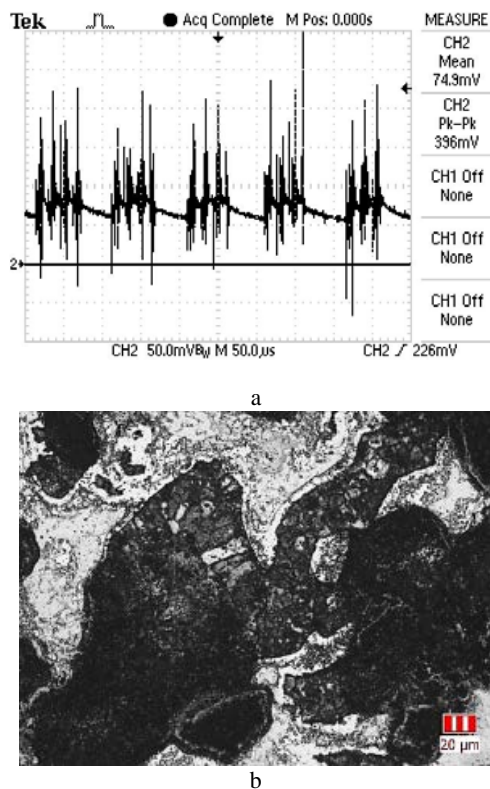 Tek Acq Complete M Pos: 0.000s MEASURE
CH2
Mean
74.9mV
CH2
Pk-Pk
396mV
CH1 Off
None
CH1 Off
None
CH1 Off
None
2
CH2 50.0mVBW M 50.0µs CH2 226mV
a
20 µm
b